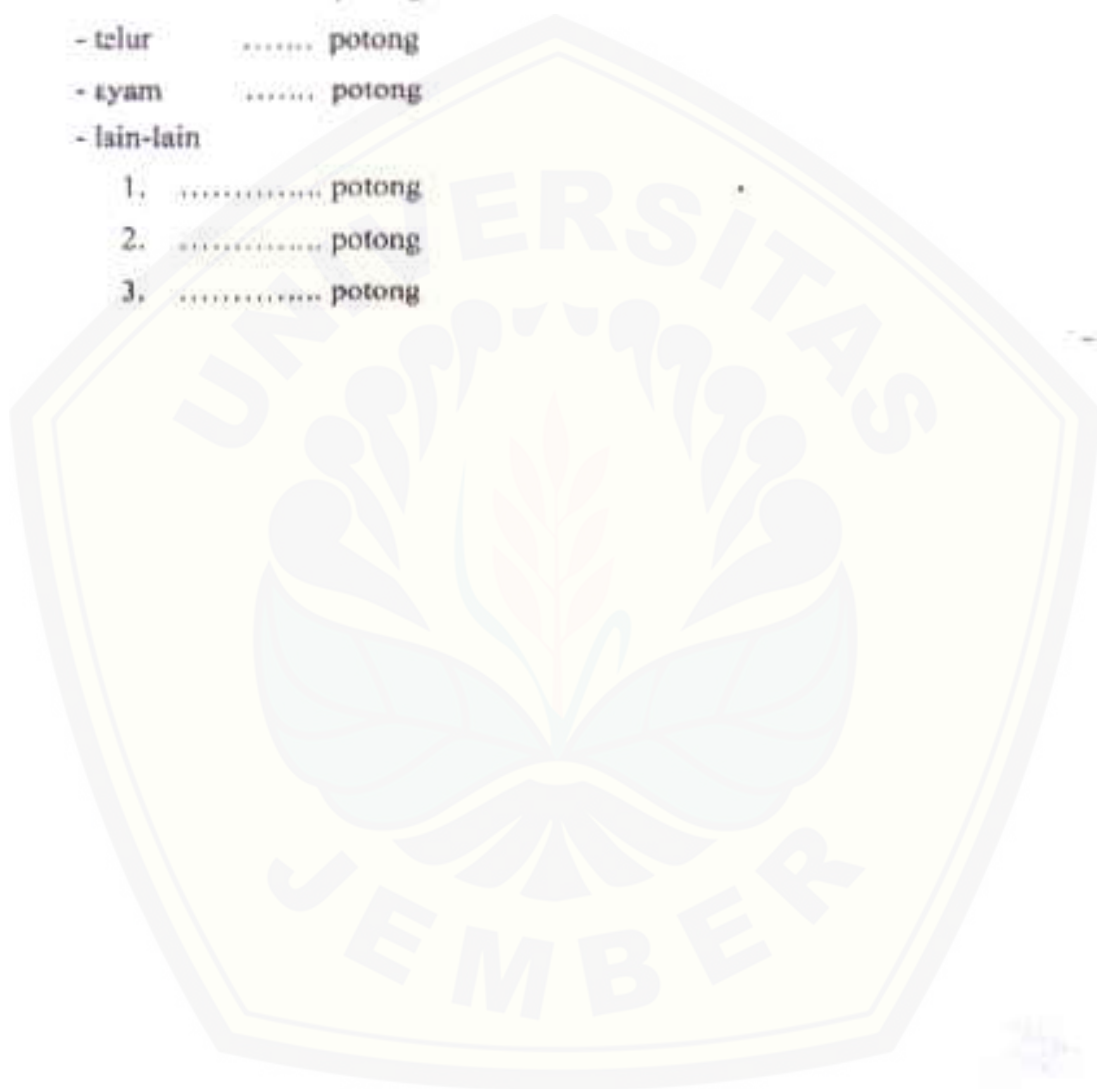 - telur ....... potong
- ayam ....... potong
- lain-lain
1. .............. potong
2. .............. potong
3. .............. potong
UNIVERSITAS
JEMBER